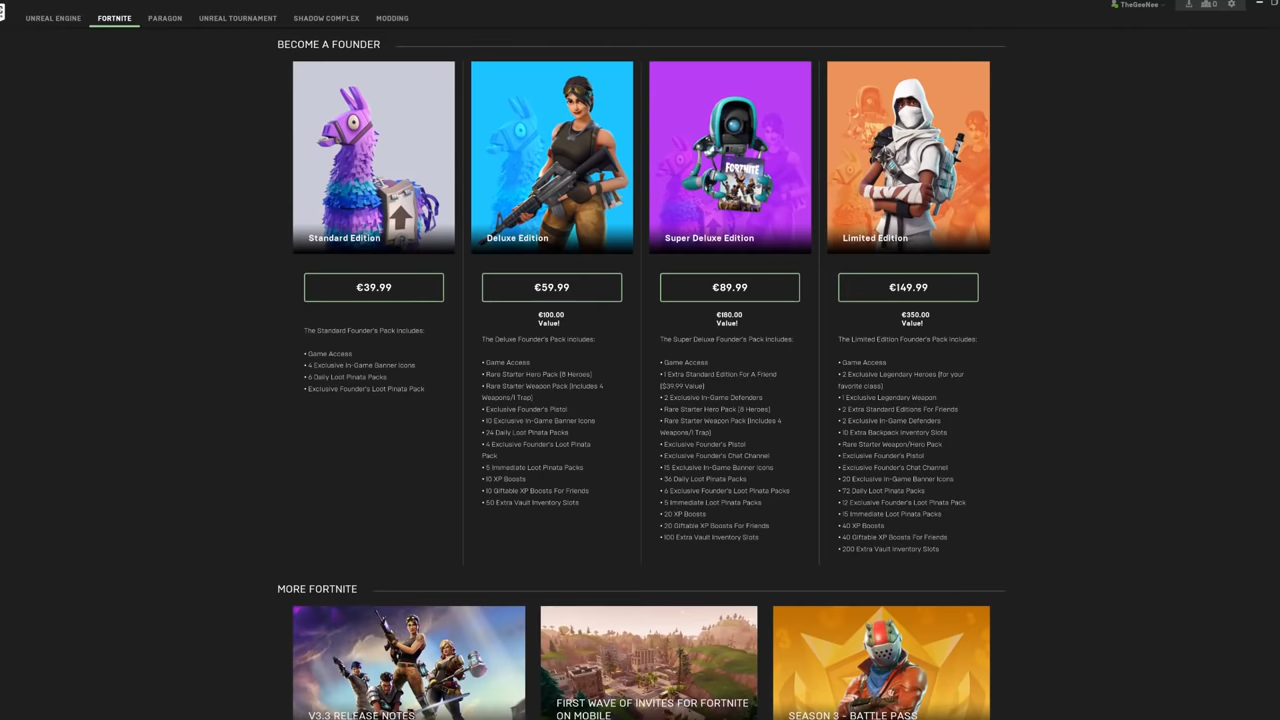 UNREAL ENGINE
FORTNITE
PARAGON
UNREAL TOURNAMENT
SHADOW COMPLEX
MODDING
TheGeeNee
0
BECOME A FOUNDER
Standard Edition
€39.99
The Standard Founder's Pack Includes:
• Game Access
• 4 Exclusive In-Game Banner Icons
• 6 Daily Loot Pinata Packs
• Exclusive Founder's Loot Pinata Pack
Deluxe Edition
€59.99
€100.00
Value!
The Deluxe Founder's Pack Includes:
• Game Access
• Rare Starter Hero Pack (8 Heroes)
• Rare Starter Weapon Pack (Includes 4
Weapons/1 Trap)
• Exclusive Founder's Pistol
• 10 Exclusive In-Game Banner Icons
• 24 Daily Loot Pinata Packs
• 4 Exclusive Founder's Loot Pinata
Pack
• 5 Immediate Loot Pinata Packs
• 10 XP Boosts
• 10 Giftable XP Boosts For Friends
• 50 Extra Vault Inventory Slots
FORTNITE
Super Deluxe Edition
€89.99
€180.00
Value!
The Super Deluxe Founder's Pack Includes:
• Game Access
• 1 Extra Standard Edition For A Friend
($39.99 Value)
• 2 Exclusive In-Game Defenders
• Rare Starter Hero Pack (8 Heroes)
• Rare Starter Weapon Pack (Includes 4
Weapons/1 Trap)
• Exclusive Founder's Pistol
• Exclusive Founder's Chat Channel
• 15 Exclusive In-Game Banner Icons
• 36 Daily Loot Pinata Packs
• 6 Exclusive Founder's Loot Pinata Packs
• 5 Immediate Loot Pinata Packs
• 20 XP Boosts
• 20 Giftable XP Boosts For Friends
• 100 Extra Vault Inventory Slots
Limited Edition
€149.99
€350.00
Value!
The Limited Edition Founder's Pack Includes:
• Game Access
• 2 Exclusive Legendary Heroes (for your
favorite class)
• 1 Exclusive Legendary Weapon
• 2 Extra Standard Editions For Friends
• 2 Exclusive In-Game Defenders
• 10 Extra Backpack Inventory Slots
• Rare Starter Weapon/Hero Pack
• Exclusive Founder's Pistol
• Exclusive Founder's Chat Channel
• 20 Exclusive In-Game Banner Icons
• 72 Daily Loot Pinata Packs
• 12 Exclusive Founder's Loot Pinata Pack
• 15 Immediate Loot Pinata Packs
• 40 XP Boosts
• 40 Giftable XP Boosts For Friends
• 200 Extra Vault Inventory Slots
MORE FORTNITE
V3.3 RELEASE NOTES
FIRST WAVE OF INVITES FOR FORTNITE
ON MOBILE
SEASON 3 - BATTLE PASS